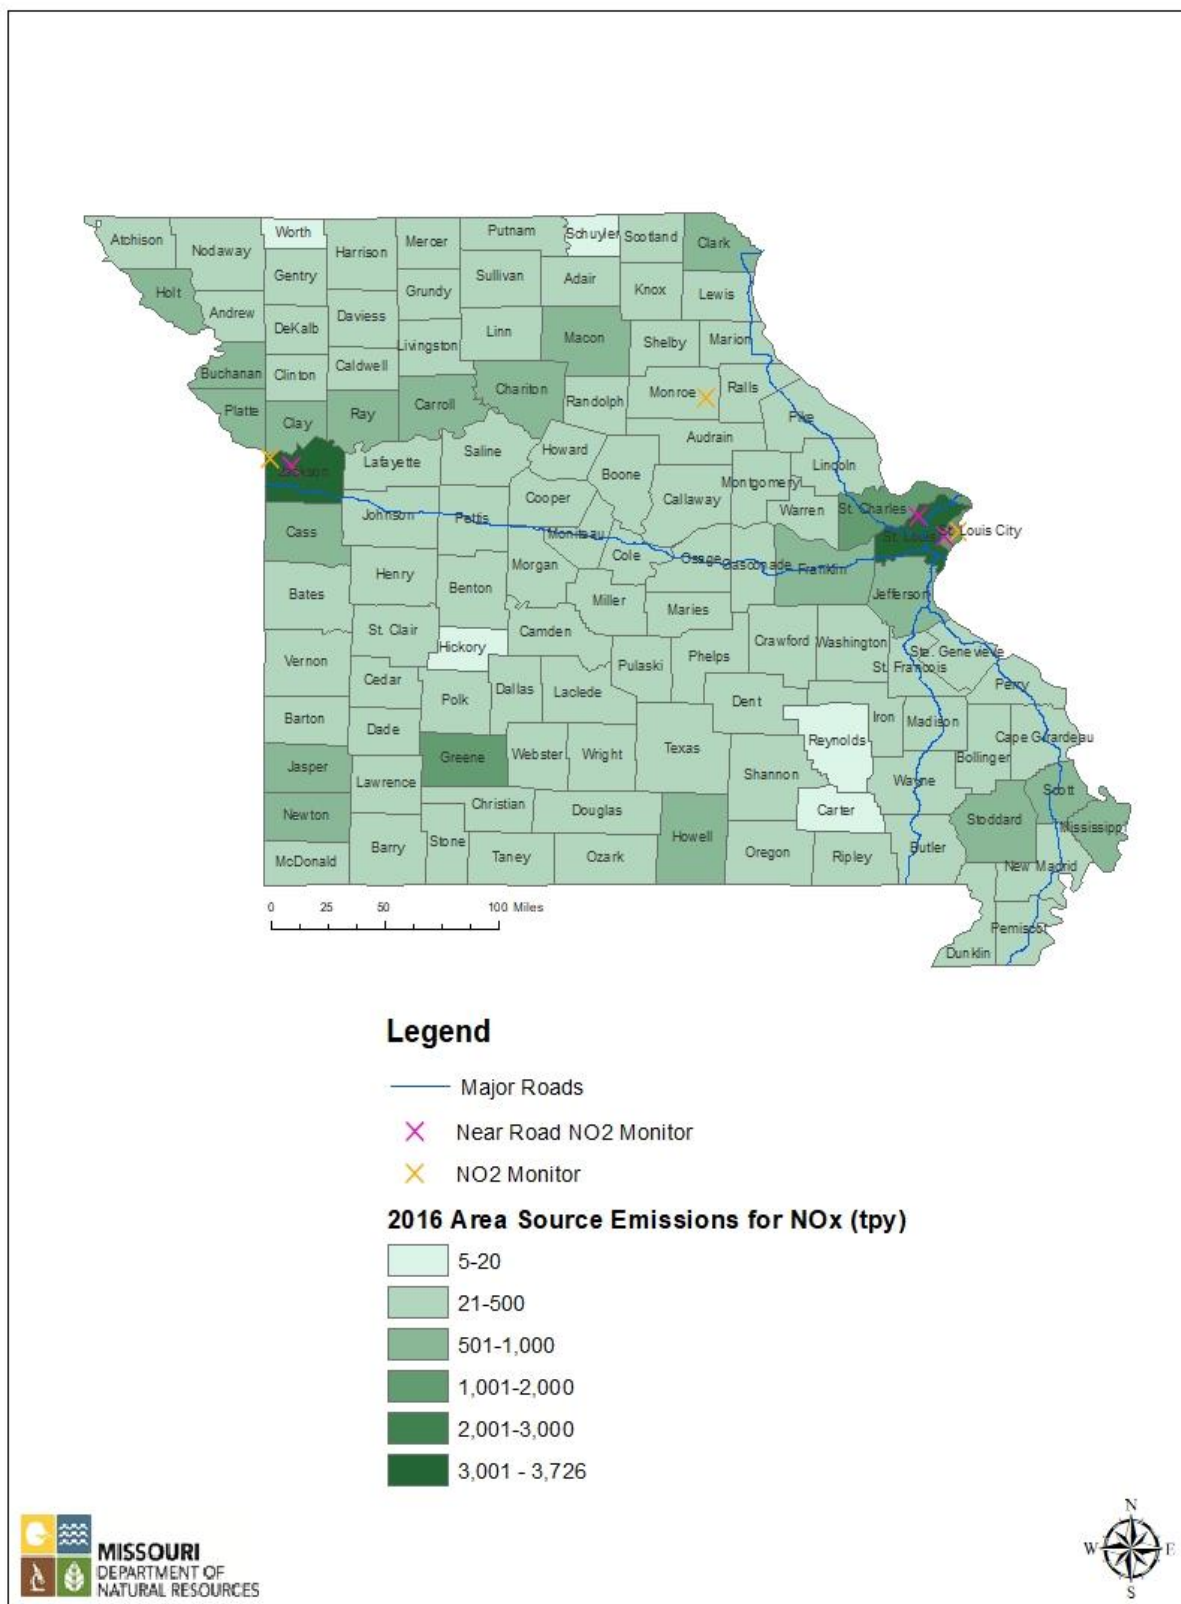 Atchison
Nodaway
Worth
Harrison
Mercer
Putnam
Schuyler
Scotland
Clark
Holt
Gentry
Grundy
Sullivan
Adair
Knox
Lewis
Andrew
DeKalb
Daviess
Livingston
Linn
Macon
Shelby
Marion
Buchanan
Clinton
Caldwell
Chariton
Randolph
Monroe
Ralls
Platte
Clay
Ray
Carroll
Pike
Audrain
Jackson
Lafayette
Saline
Howard
Boone
Callaway
Montgomery
Lincoln
Warren
St. Charles
Cooper
Johnson
Pettis
Moniteau
St. Louis
St. Louis City
Cass
Cole
Osage
Gasconade
Franklin
Henry
Morgan
Benton
Miller
Maries
Jefferson
Bates
St. Clair
Hickory
Camden
Crawford
Washington
Ste. Genevieve
St. Francois
Vernon
Cedar
Pulaski
Phelps
Perry
Polk
Dallas
Laclede
Dent
Barton
Dade
Iron
Madison
Cape Girardeau
Greene
Webster
Wright
Texas
Reynolds
Bollinger
Jasper
Lawrence
Shannon
Wayne
Scott
Newton
Christian
Douglas
Carter
Stoddard
Mississippi
Howell
McDonald
Barry
Stone
Taney
Ozark
Oregon
Ripley
Butler
New Madrid
Pemiscot
Dunklin
0 25 50 100 Miles
Legend
Major Roads
Near Road NO2 Monitor
NO2 Monitor
2016 Area Source Emissions for NOx (tpy)
5-20
21-500
501-1,000
1,001-2,000
2,001-3,000
3,001 - 3,726
MISSOURI
DEPARTMENT OF
NATURAL RESOURCES
N
W E
S